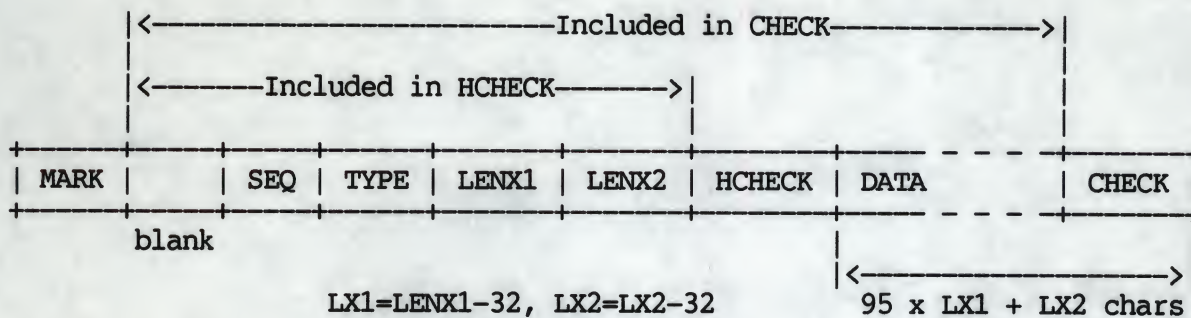 Included in CHECK
Included in HCHECK
MARK SEQ TYPE LENX1 LENX2 HCHECK DATA CHECK
blank
LX1=LENX1-32, LX2=LX2-32 95 x LX1 + LX2 chars